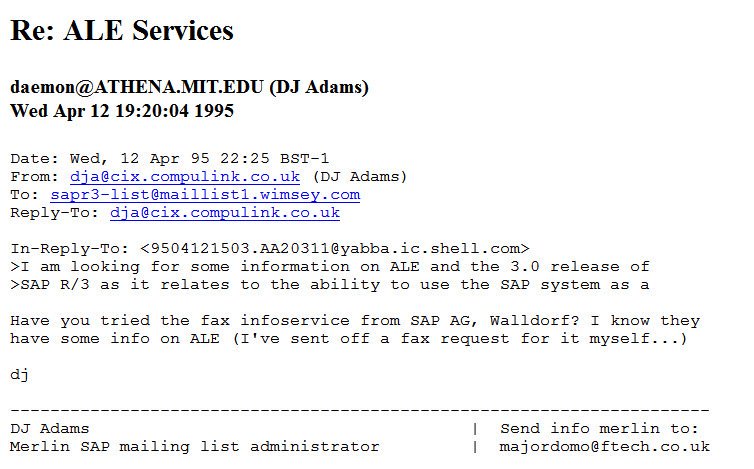 Re: ALE Services
daemon@ATHENA.MIT.EDU (DJ Adams)
Wed Apr 12 19:20:04 1995
Date: Wed, 12 Apr 95 22:25 BST-1
From: dja@cix.compulink.co.uk (DJ Adams)
To: sapr3-list@maillist1.wimsey.com
Reply-To: dja@cix.compulink.co.uk
In-Reply-To: <9504121503.AA20311@yabba.ic.shell.com>
>I am looking for some information on ALE and the 3.0 release of
>SAP R/3 as it relates to the ability to use the SAP system as a
Have you tried the fax infoservice from SAP AG, Walldorf? I know they
have some info on ALE (I've sent off a fax request for it myself...)
dj
----------------------------------------------------------------------
DJ Adams | Send info merlin to:
Merlin SAP mailing list administrator | majordomo@ftech.co.uk